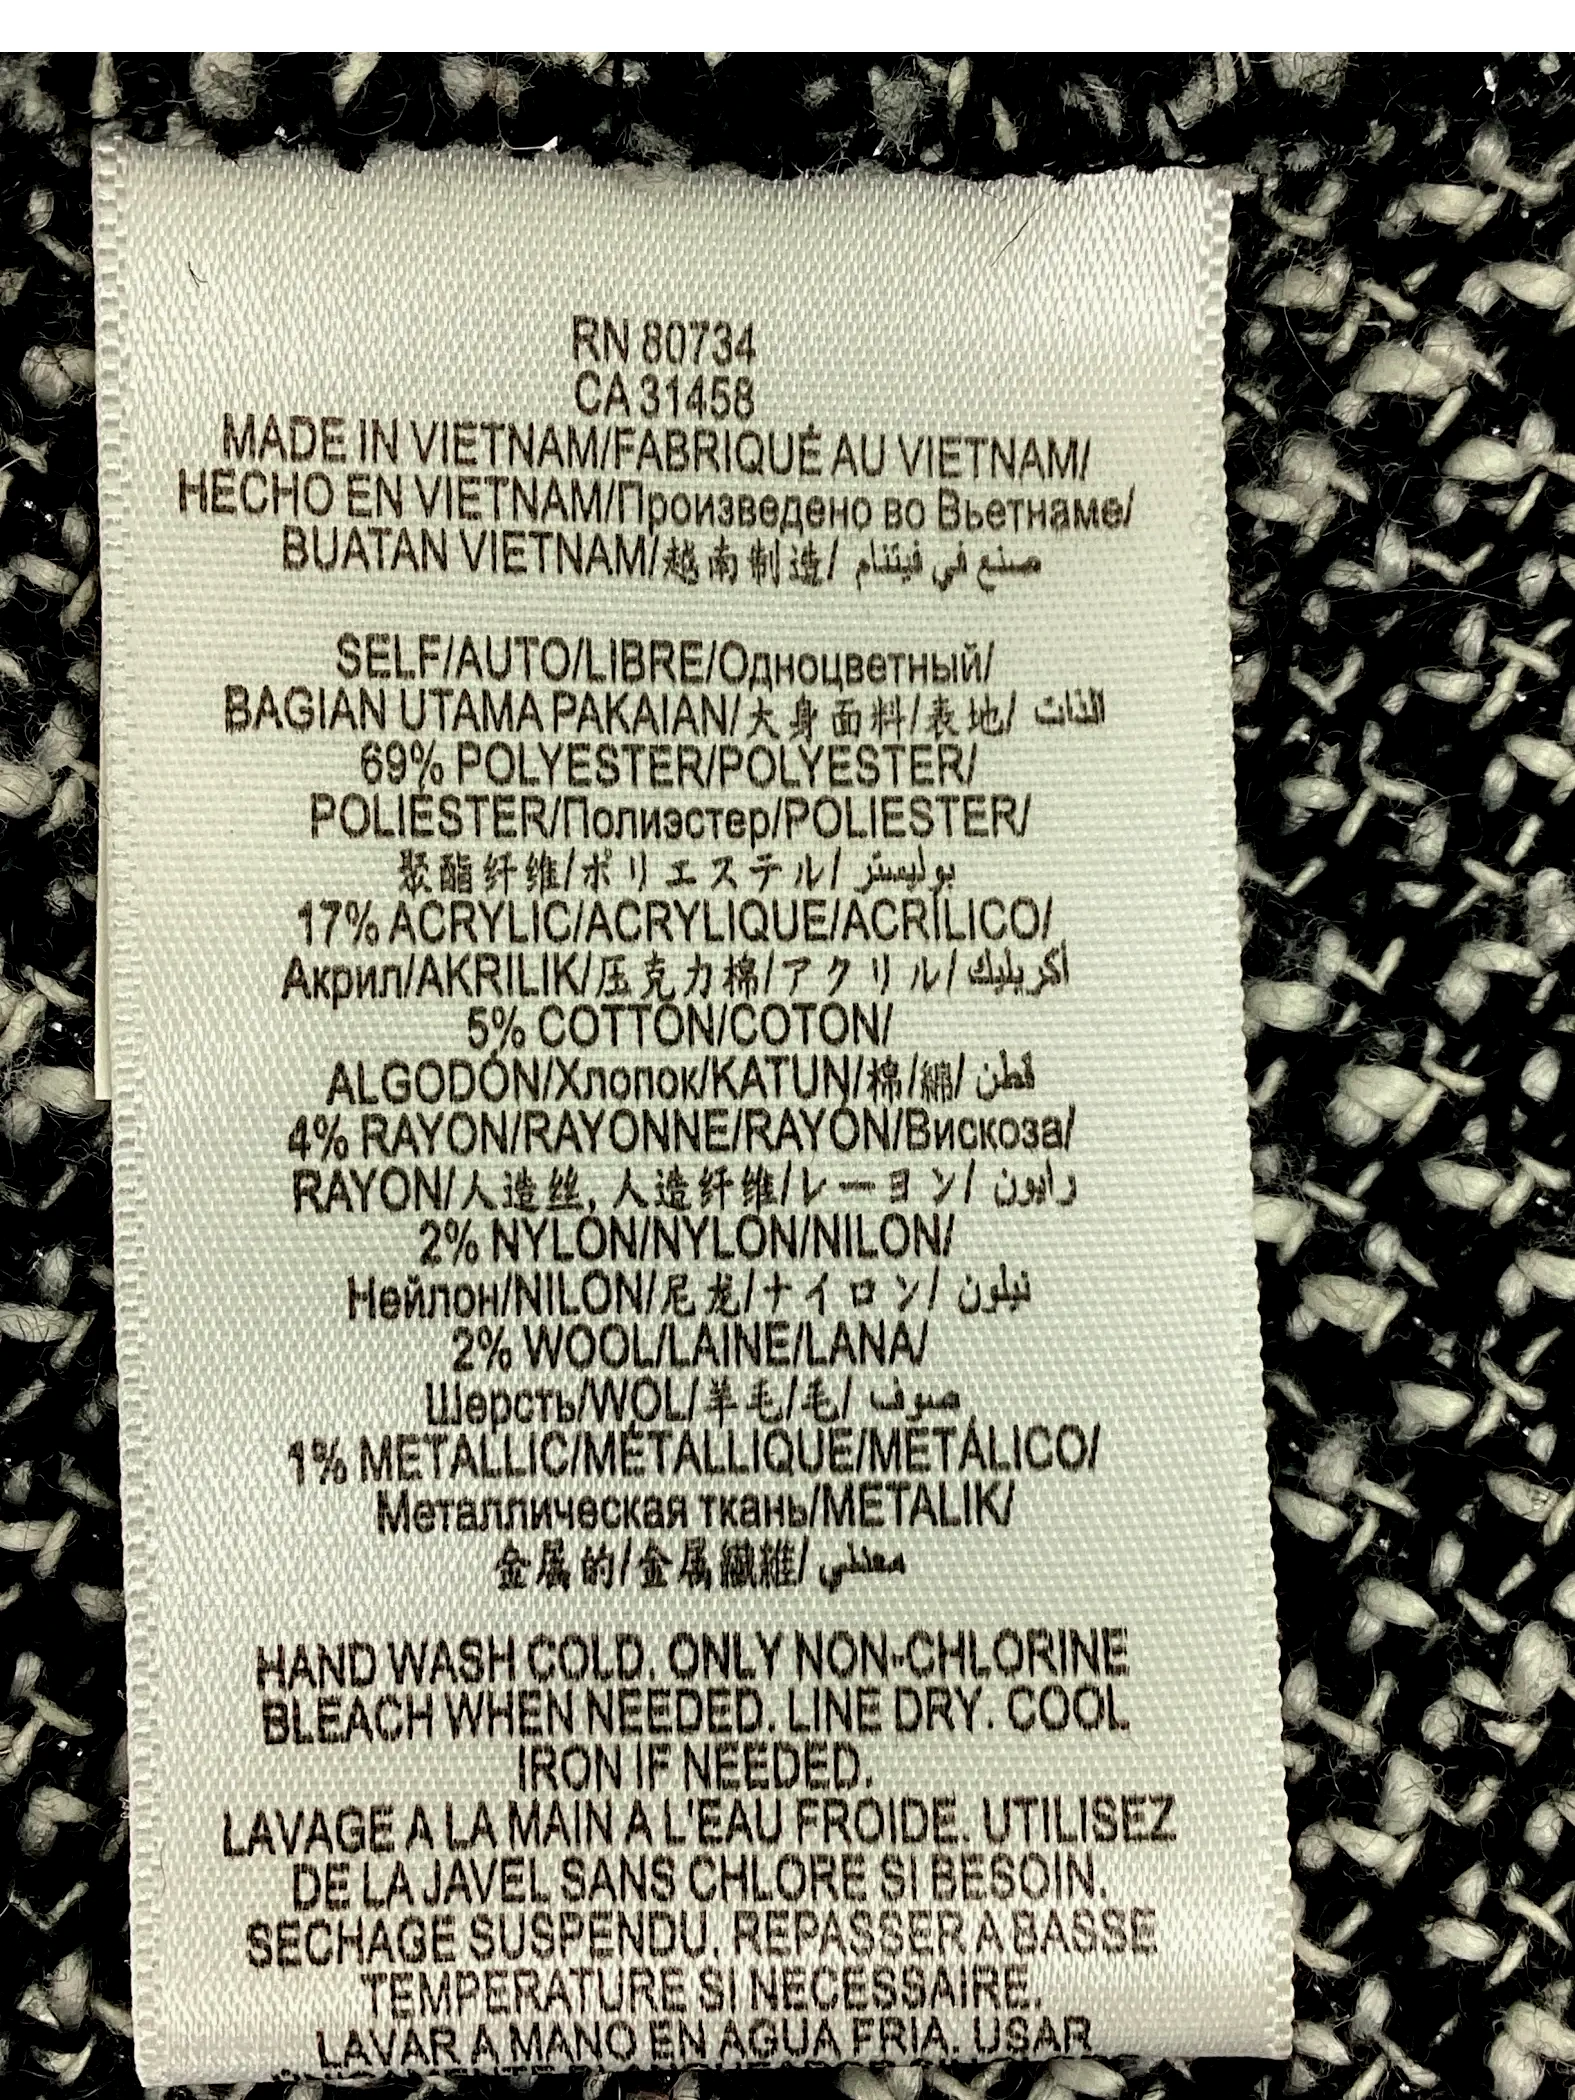 RN 80734
CA 31458
MADE IN VIETNAM/FABRIQUÉ AU VIETNAM/
HECHO EN VIETNAM/Произведено во Вьетнаме/
BUATAN VIETNAM/越南制造/ صنع في فيتنام
SELF/AUTO/LIBRE/Одноцветный/
BAGIAN UTAMA PAKAIAN/大身面料/表地/ الذات
69% POLYESTER/POLYESTER/
POLIÉSTER/Полиэстер/POLIESTER/
聚酯纤维/ポリエステル/ بوليستر
17% ACRYLIC/ACRYLIQUE/ACRÍLICO/
Акрил/AKRILIK/压克力棉/アクリル/ اكريليك
5% COTTON/COTON/
ALGODÓN/Хлопок/KATUN/棉/綿/ قطن
4% RAYON/RAYONNE/RAYÓN/Вискоза/
RAYON/人造丝, 人造纤维/レーヨン/ رايون
2% NYLON/NYLON/NILON/
Нейлон/NILON/尼龙/ナイロン/ نيلون
2% WOOL/LAINE/LANA/
Шерсть/WOL/羊毛/毛/ صوف
1% METALLIC/MÉTALLIQUE/METÁLICO/
Металлическая ткань/METALIK/
金属的/金属繊維/ معدني
HAND WASH COLD. ONLY NON-CHLORINE
BLEACH WHEN NEEDED. LINE DRY. COOL
IRON IF NEEDED.
LAVAGE A LA MAIN A L'EAU FROIDE. UTILISEZ
DE LA JAVEL SANS CHLORE SI BESOIN.
SECHAGE SUSPENDU. REPASSER A BASSE
TEMPERATURE SI NECESSAIRE.
LAVAR A MANO EN AGUA FRIA. USAR